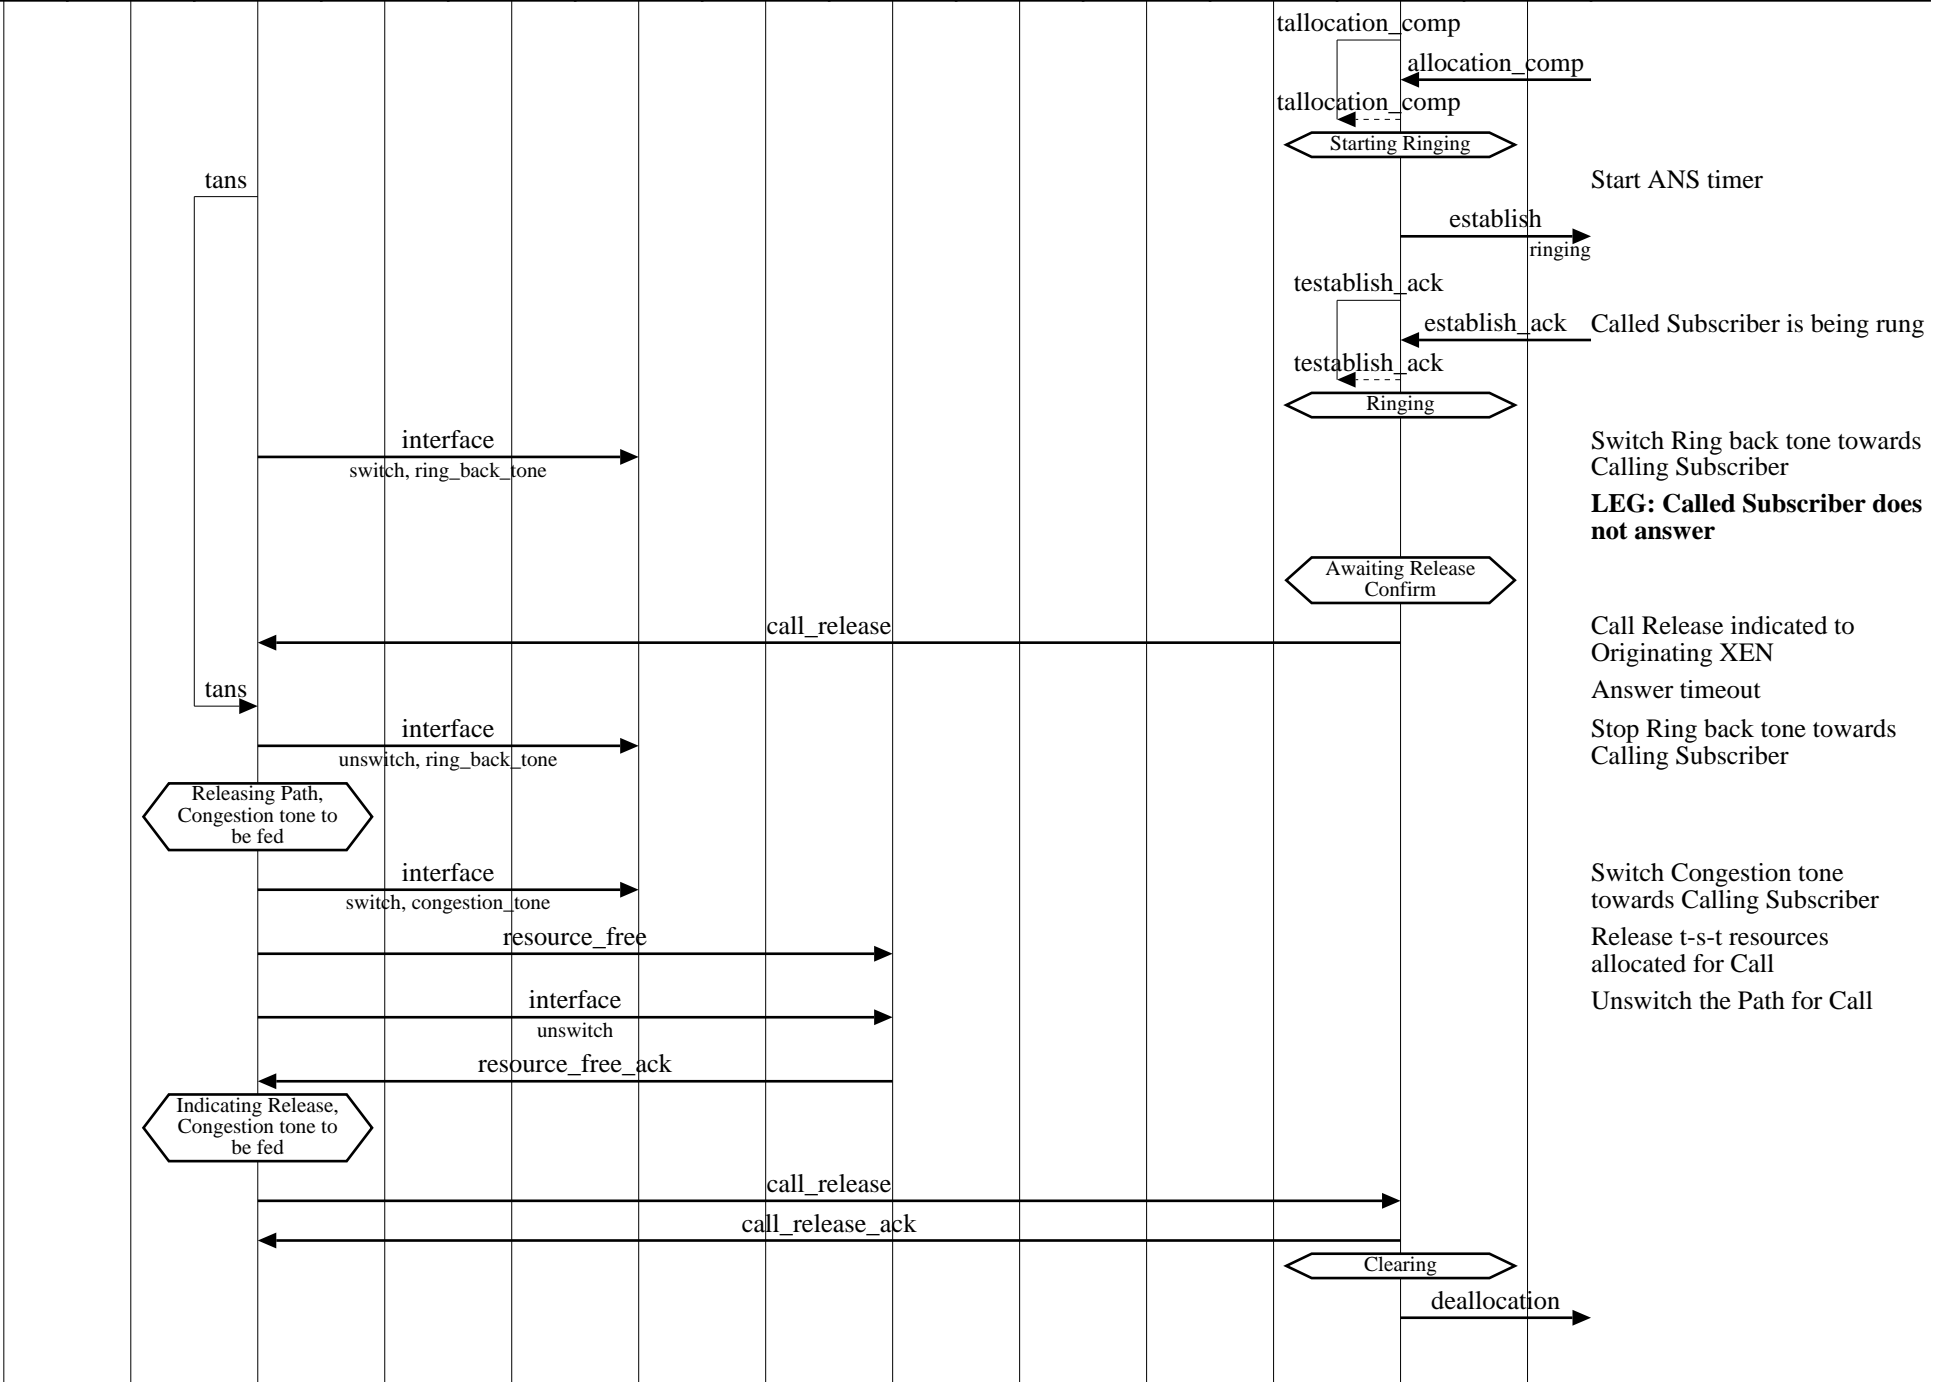 tallocation_comp
allocation_comp
tallocation_comp
Starting Ringing
tans
Start ANS timer
establish
ringing
testablish_ack
establish_ack
Called Subscriber is being rung
testablish_ack
Ringing
interface
switch, ring_back_tone
Switch Ring back tone towards
Calling Subscriber
LEG: Called Subscriber does
not answer
Awaiting Release
Confirm
call_release
Call Release indicated to
Originating XEN
tans
Answer timeout
interface
unswitch, ring_back_tone
Stop Ring back tone towards
Calling Subscriber
Releasing Path,
Congestion tone to
be fed
interface
switch, congestion_tone
Switch Congestion tone
towards Calling Subscriber
resource_free
Release t-s-t resources
allocated for Call
interface
unswitch
Unswitch the Path for Call
resource_free_ack
Indicating Release,
Congestion tone to
be fed
call_release
call_release_ack
Clearing
deallocation